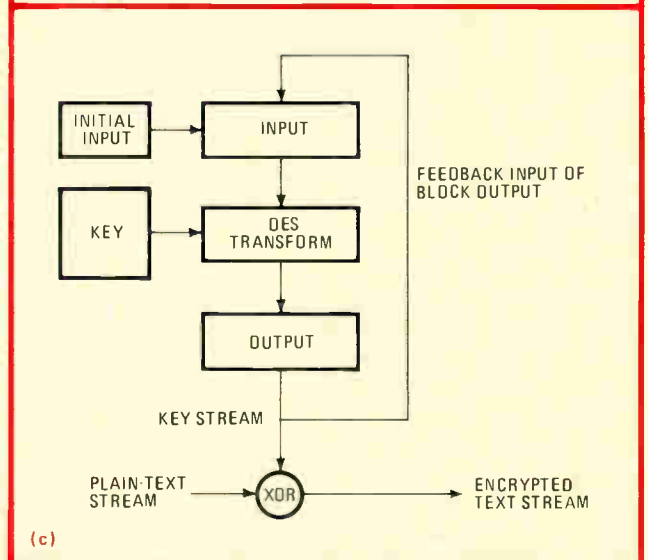 INITIAL
INPUT
INPUT
FEEDBACK INPUT OF
BLOCK OUTPUT
KEY
DES
TRANSFORM
OUTPUT
KEY STREAM
PLAIN-TEXT
STREAM
XOR
ENCRYPTED
TEXT STREAM
(c)